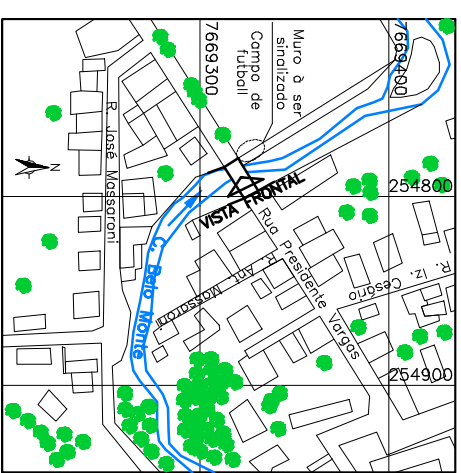 Muro à ser
sinalizado
Campo de
futball
7669300
7669400
254800
254900
VISTA FRONTAL
Rua Presidente Vargas
R. Ant. Massaroni
R. Iz. Cesário
R. José Massaroni
C. Belo Monte
N